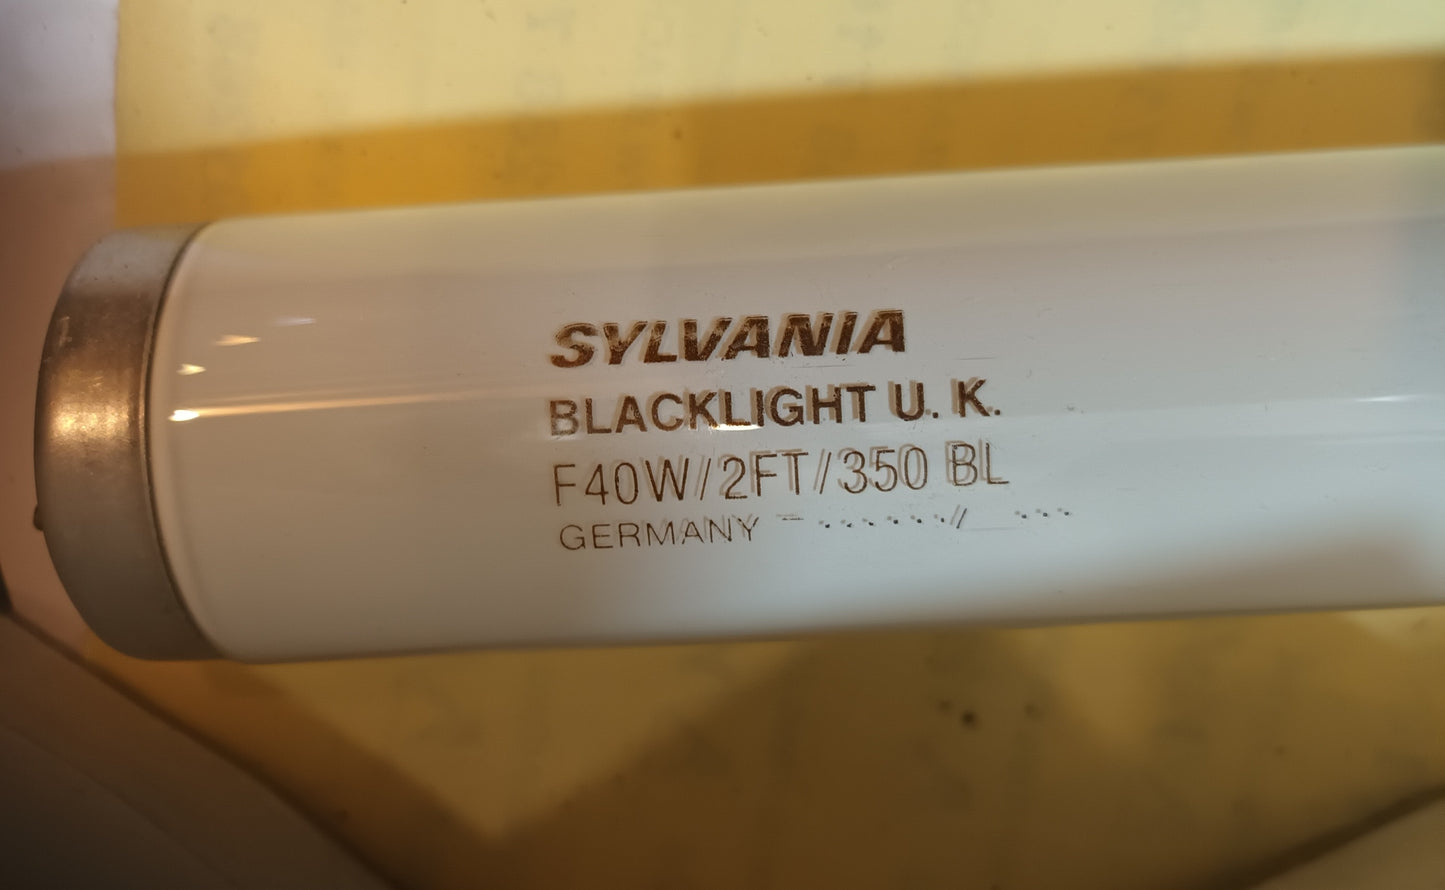 SYLVANIA
BLACKLIGHT U. K.
F40W/2FT/350 BL
GERMANY